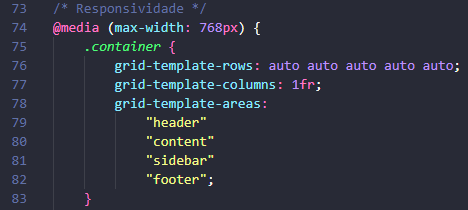 73 /* Responsividade */
74 @media (max-width: 768px) {
75 .container {
76 grid-template-rows: auto auto auto auto auto;
77 grid-template-columns: 1fr;
78 grid-template-areas:
79 "header"
80 "content"
81 "sidebar"
82 "footer";
83 }